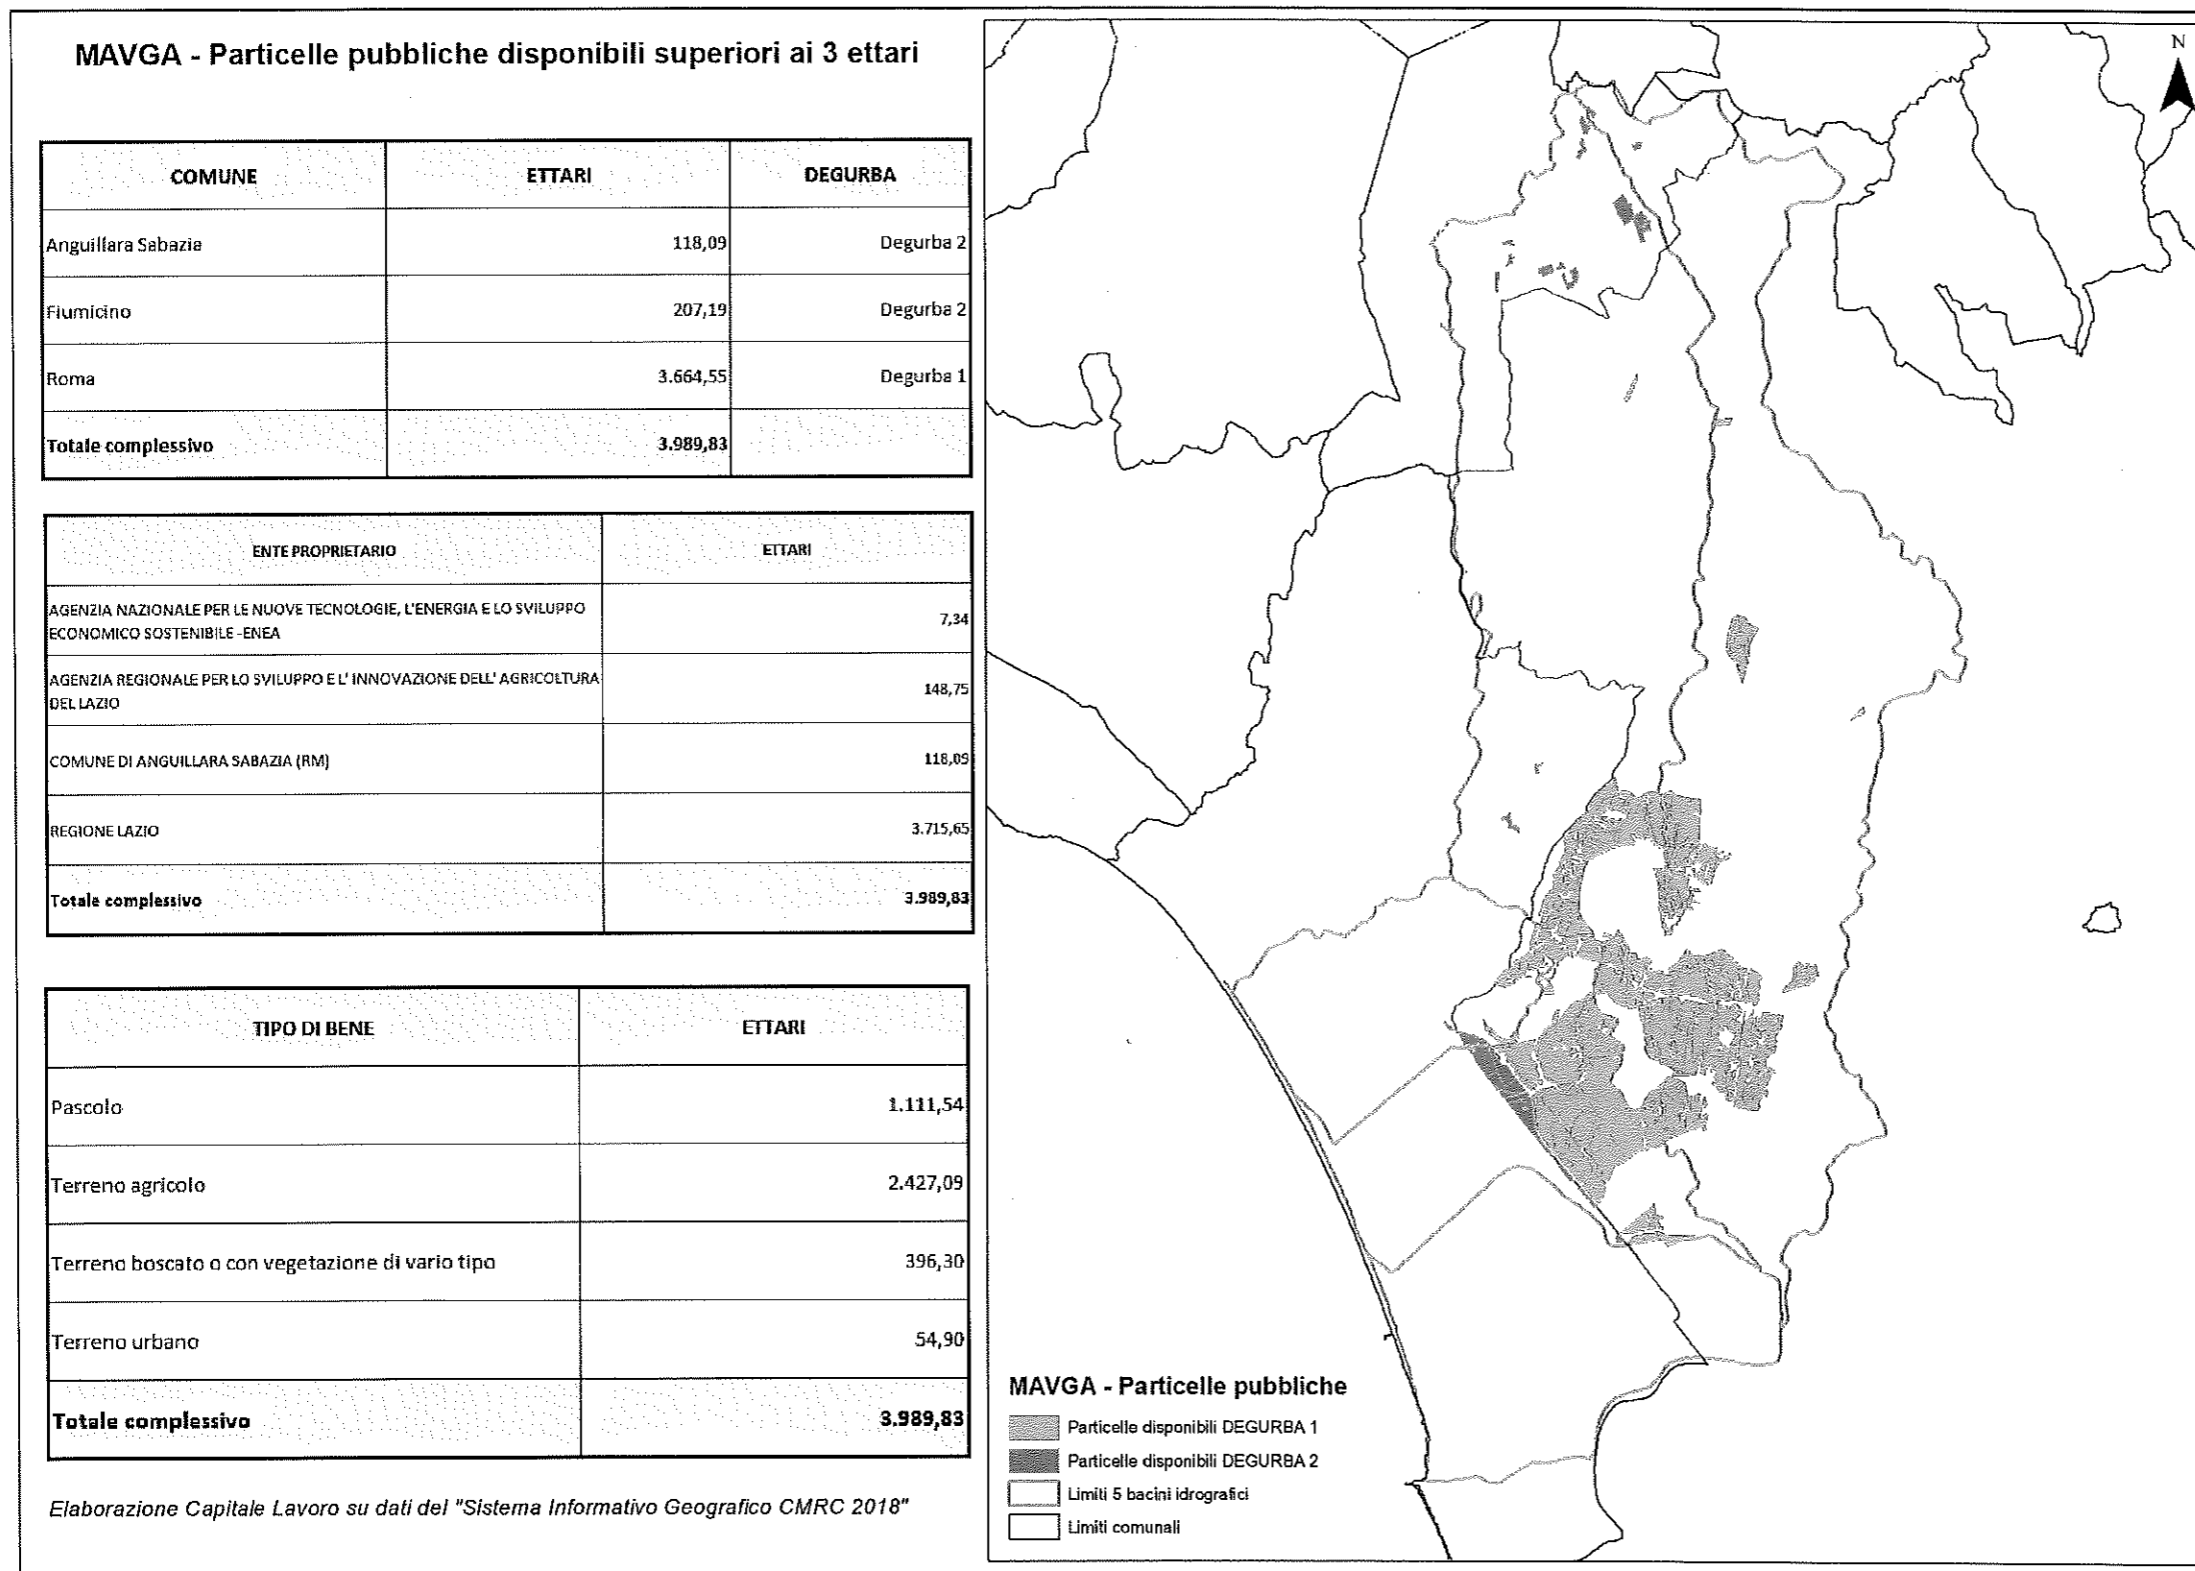 MAVGA - Particelle pubbliche disponibili superiori ai 3 ettari
COMUNE ETTARI DEGURBA
Anguillara Sabazia 118,09 Degurba 2
Fiumicino 207,19 Degurba 2
Roma 3.664,55 Degurba 1
Totale complessivo 3.989,83
ENTE PROPRIETARIO ETTARI
AGENZIA NAZIONALE PER LE NUOVE TECNOLOGIE, L'ENERGIA E LO SVILUPPO
ECONOMICO SOSTENIBILE -ENEA 7,34
AGENZIA REGIONALE PER LO SVILUPPO E L' INNOVAZIONE DELL' AGRICOLTURA
DEL LAZIO 148,75
COMUNE DI ANGUILLARA SABAZIA (RM) 118,09
REGIONE LAZIO 3.715,65
Totale complessivo 3.989,83
TIPO DI BENE ETTARI
Pascolo 1.111,54
Terreno agricolo 2.427,09
Terreno boscato o con vegetazione di vario tipo 396,30
Terreno urbano 54,90
Totale complessivo 3.989,83
Elaborazione Capitale Lavoro su dati del "Sistema Informativo Geografico CMRC 2018"
N
MAVGA - Particelle pubbliche
Particelle disponibili DEGURBA 1
Particelle disponibili DEGURBA 2
Limiti 5 bacini idrografici
Limiti comunali